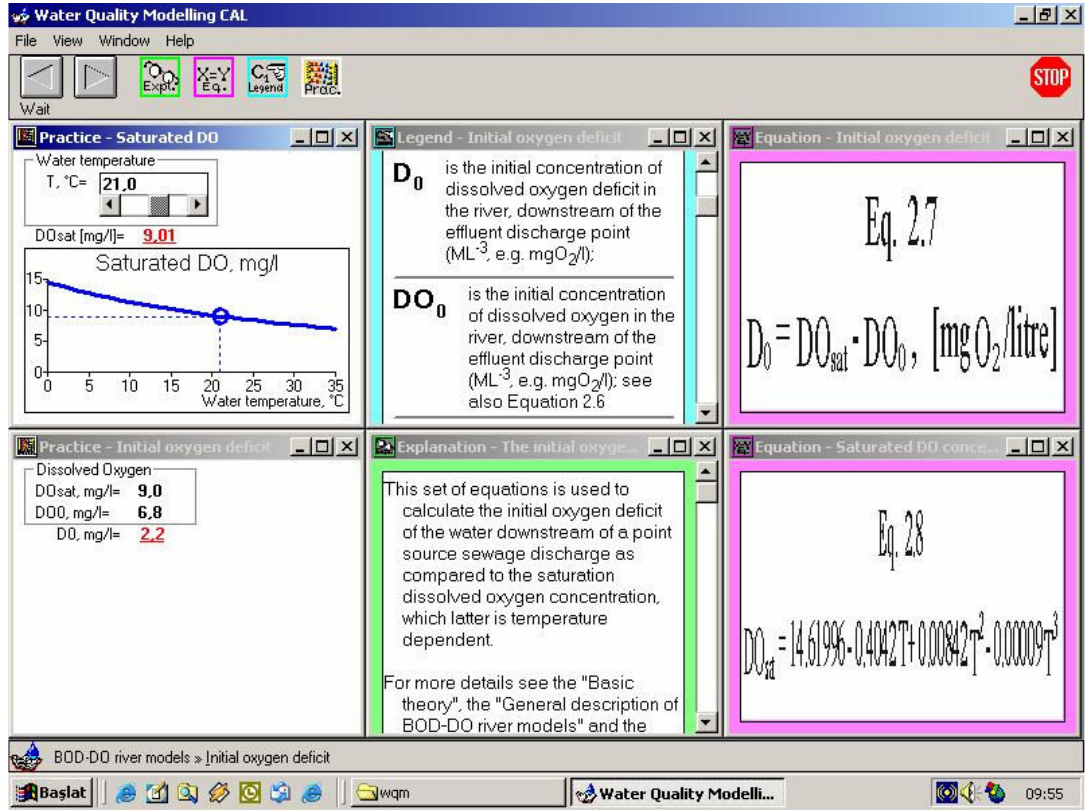 Water Quality Modelling CAL
File View Window Help
Expt.
X=Y
Eq.
C1
Legend
Prac.
STOP
Wait
Practice - Saturated DO
Water temperature
T, °C= 21,0
DOsat [mg/l]= 9,01
Saturated DO, mg/l
15
10
5
0
0 5 10 15 20 25 30 35
Water temperature, °C
Legend - Initial oxygen deficit
D0 is the initial concentration of
dissolved oxygen deficit in
the river, downstream of the
effluent discharge point
(ML-3, e.g. mgO2/l);
DO0 is the initial concentration
of dissolved oxygen in the
river, downstream of the
effluent discharge point
(ML-3, e.g. mgO2/l); see
also Equation 2.6
Equation - Initial oxygen deficit
Eq. 2.7
D0 = DOsat - DO0 , [mg O2/litre]
Practice - Initial oxygen deficit
Dissolved Oxygen
DOsat, mg/l= 9,0
DO0, mg/l= 6,8
D0, mg/l= 2,2
Explanation - The initial oxyge...
This set of equations is used to
calculate the initial oxygen deficit
of the water downstream of a point
source sewage discharge as
compared to the saturation
dissolved oxygen concentration,
which latter is temperature
dependent.
For more details see the "Basic
theory", the "General description of
BOD-DO river models" and the
Equation - Saturated DO conce...
Eq. 2.8
DOsat = 14,61996 - 0,4042T + 0,00842T2 - 0,00009T3
BOD-DO river models » Initial oxygen deficit
Başlat
wqm
Water Quality Modelli...
09:55